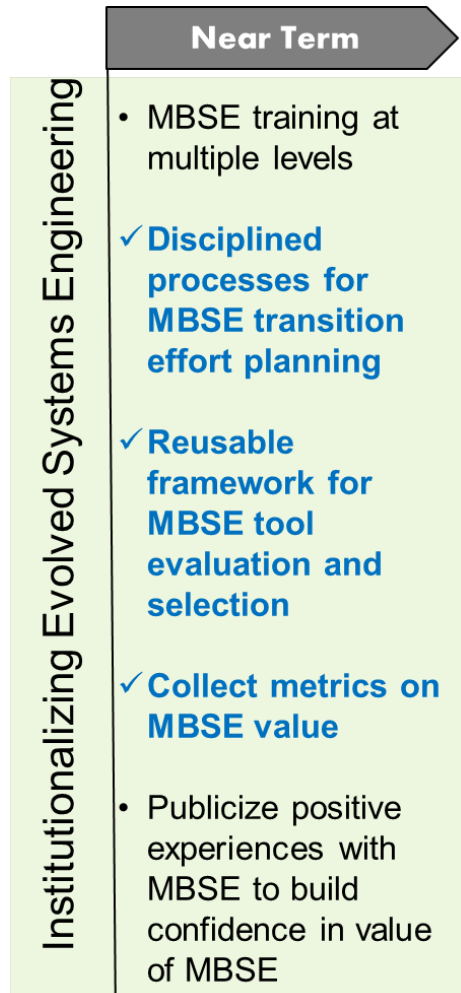 Near Term
Institutionalizing Evolved Systems Engineering
• MBSE training at
multiple levels
✓ Disciplined
processes for
MBSE transition
effort planning
✓ Reusable
framework for
MBSE tool
evaluation and
selection
✓ Collect metrics on
MBSE value
• Publicize positive
experiences with
MBSE to build
confidence in value
of MBSE